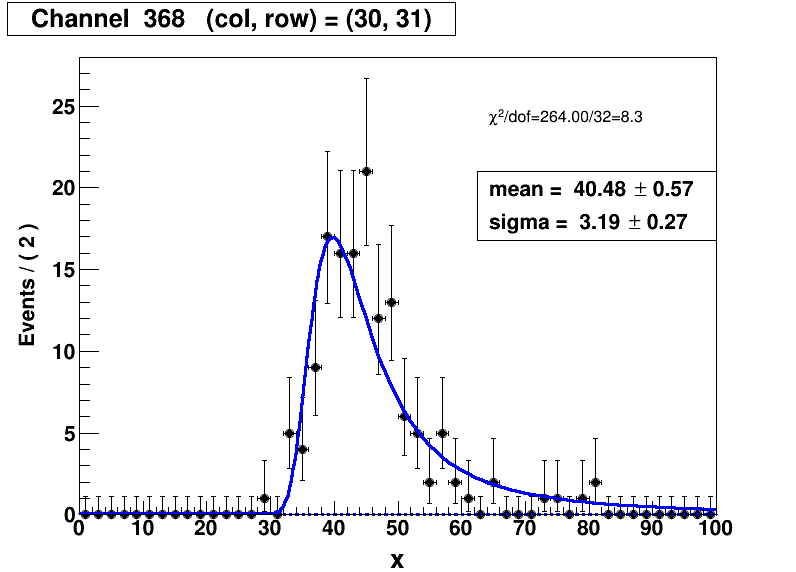 Channel 368 (col, row) = (30, 31)
χ²/dof=264.00/32=8.3
mean = 40.48 ± 0.57
sigma = 3.19 ± 0.27
Events / ( 2 )
25
20
15
10
5
0
0 10 20 30 40 50 60 70 80 90 100
x